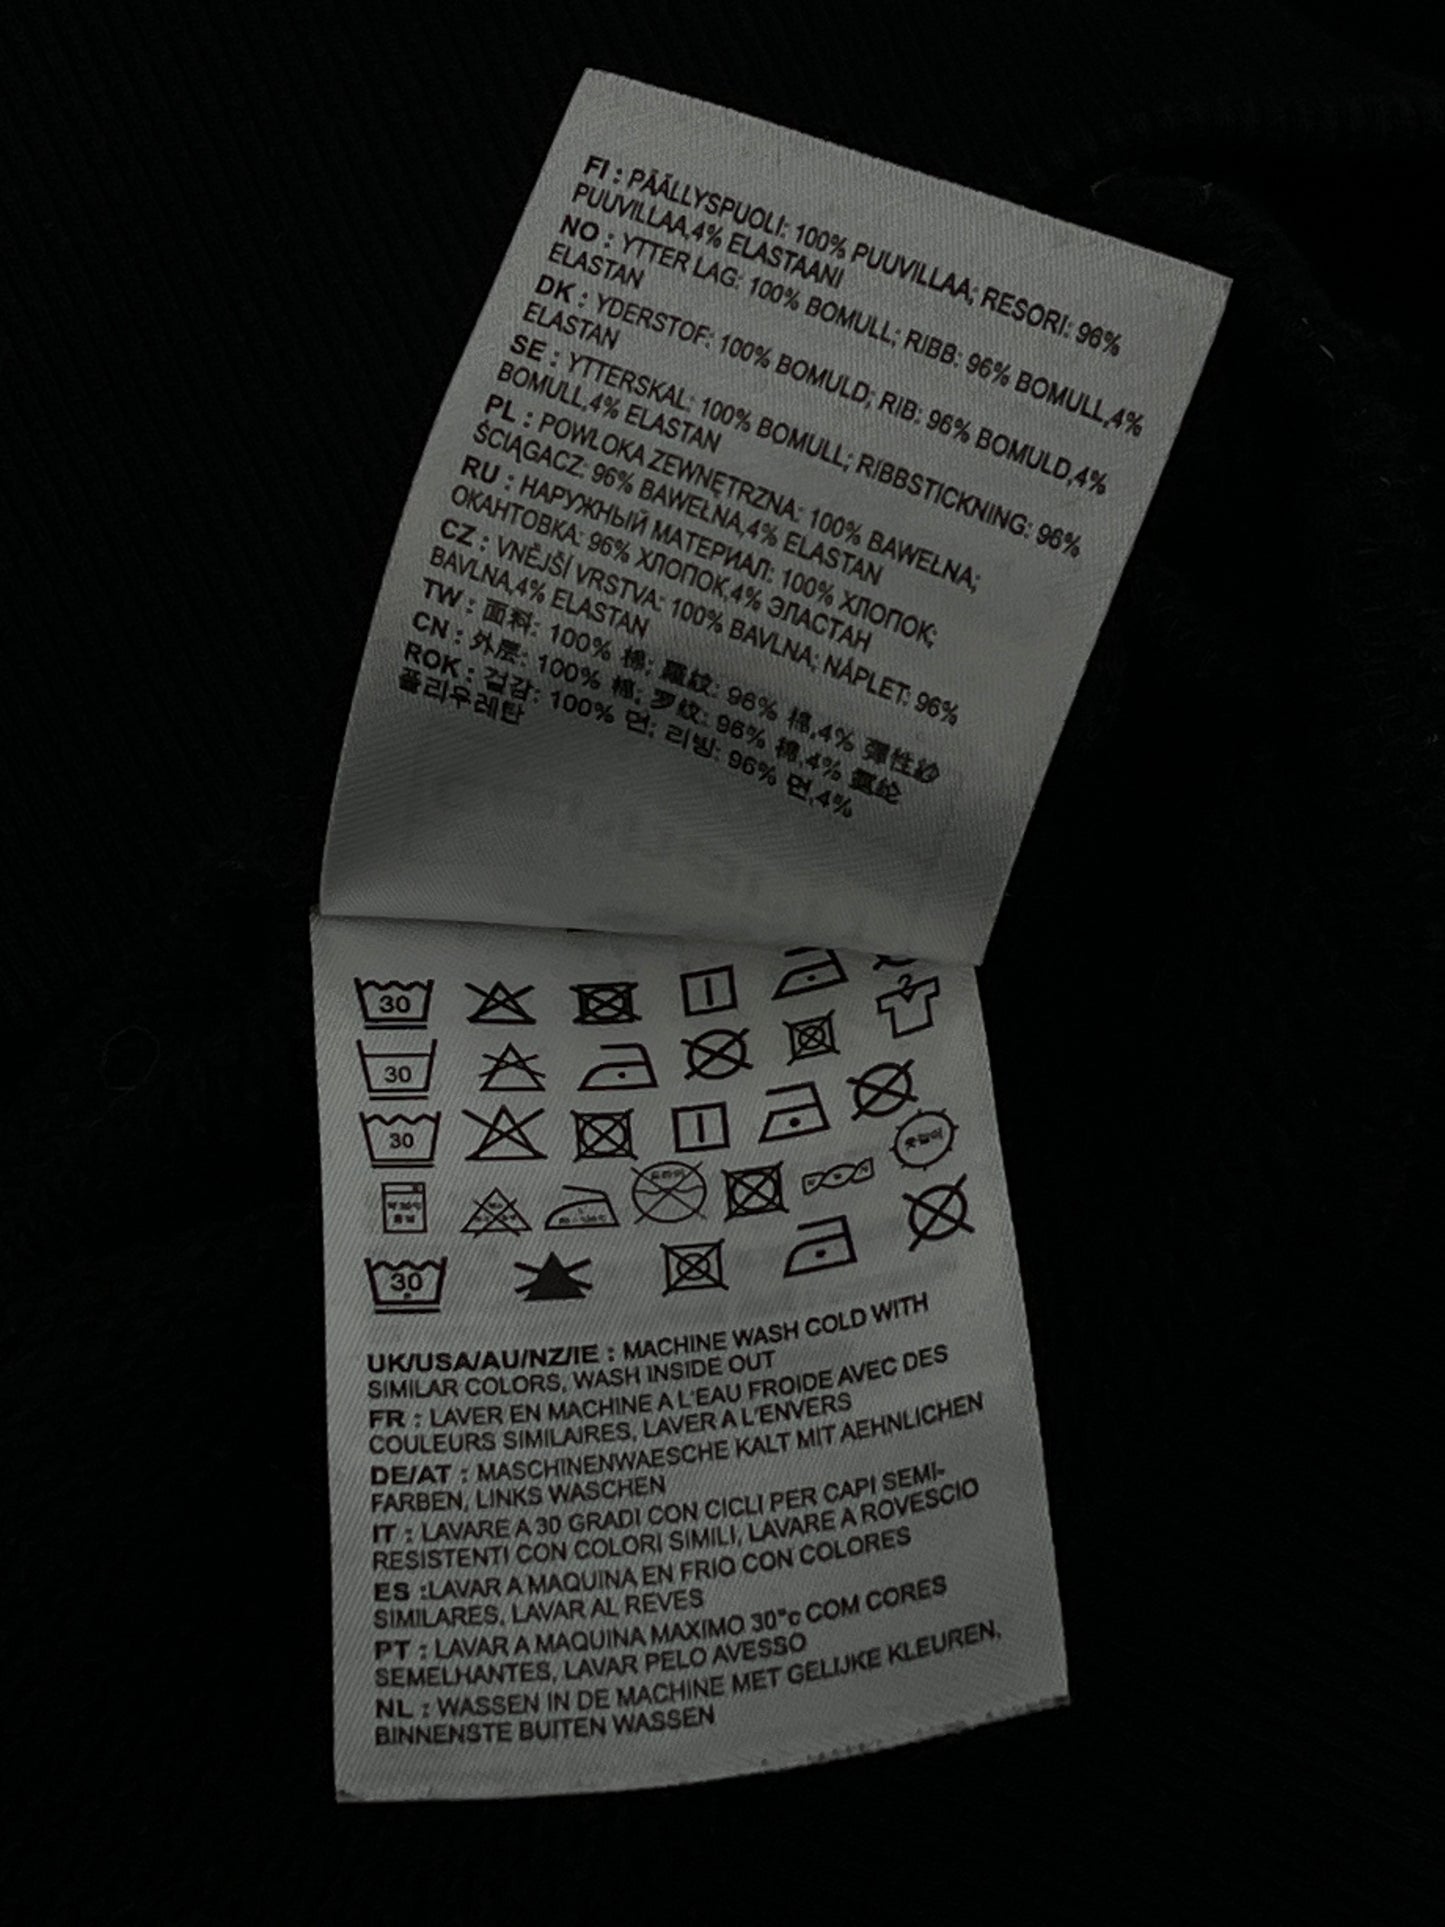 FI : PÄÄLLYSPUOLI: 100% PUUVILLAA; RESORI: 96%
PUUVILLAA,4% ELASTAANI
NO : YTTER LAG: 100% BOMULL; RIBB: 96% BOMULL,4%
ELASTAN
DK : YDERSTOF: 100% BOMULD; RIB: 96% BOMULD,4%
ELASTAN
SE : YTTERSKAL: 100% BOMULL; RIBBSTICKNING: 96%
BOMULL,4% ELASTAN
PL : POWŁOKA ZEWNĘTRZNA: 100% BAWEŁNA;
ŚCIĄGACZ: 96% BAWEŁNA,4% ELASTAN
RU : НАРУЖНЫЙ МАТЕРИАЛ: 100% ХЛОПОК;
ОКАНТОВКА: 96% ХЛОПОК,4% ЭЛАСТАН
CZ : VNĚJŠÍ VRSTVA: 100% BAVLNA; NÁPLET: 96%
BAVLNA,4% ELASTAN
TW : 面料: 100% 棉; 羅紋: 96% 棉,4% 彈性紗
CN : 外层: 100% 棉; 罗纹: 96% 棉,4% 氨纶
ROK : 겉감: 100% 면; 리빙: 96% 면,4%
폴리우레탄
30
2
30
30
30
UK/USA/AU/NZ/IE : MACHINE WASH COLD WITH
SIMILAR COLORS, WASH INSIDE OUT
FR : LAVER EN MACHINE A L'EAU FROIDE AVEC DES
COULEURS SIMILAIRES, LAVER A L'ENVERS
DE/AT : MASCHINENWAESCHE KALT MIT AEHNLICHEN
FARBEN, LINKS WASCHEN
IT : LAVARE A 30 GRADI CON CICLI PER CAPI SEMI-
RESISTENTI CON COLORI SIMILI, LAVARE A ROVESCIO
ES :LAVAR A MAQUINA EN FRIO CON COLORES
SIMILARES, LAVAR AL REVES
PT : LAVAR A MAQUINA MAXIMO 30°c COM CORES
SEMELHANTES, LAVAR PELO AVESSO
NL : WASSEN IN DE MACHINE MET GELIJKE KLEUREN,
BINNENSTE BUITEN WASSEN